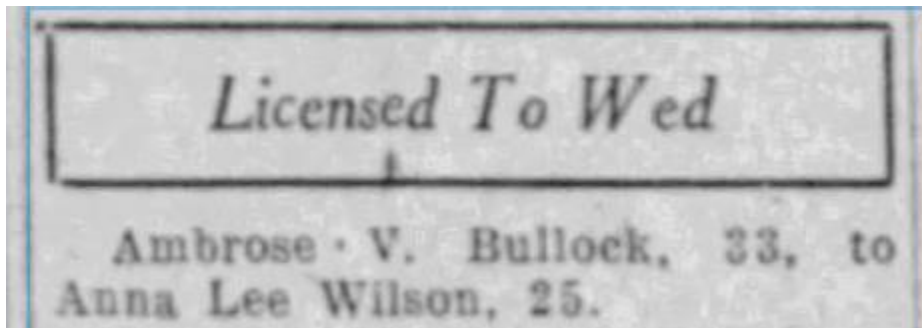 Licensed To Wed
Ambrose V. Bullock, 33, to
Anna Lee Wilson, 25.